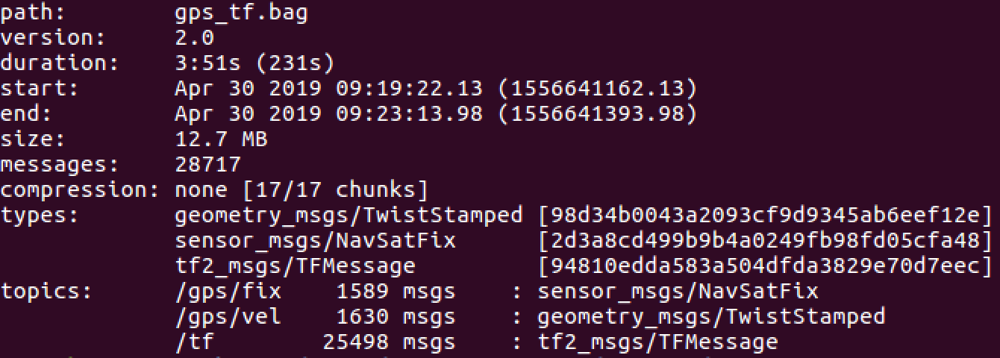 path:        gps_tf.bag
version:     2.0
duration:    3:51s (231s)
start:       Apr 30 2019 09:19:22.13 (1556641162.13)
end:         Apr 30 2019 09:23:13.98 (1556641393.98)
size:        12.7 MB
messages:    28717
compression: none [17/17 chunks]
types:       geometry_msgs/TwistStamped [98d34b0043a2093cf9d9345ab6eef12e]
             sensor_msgs/NavSatFix      [2d3a8cd499b9b4a0249fb98fd05cfa48]
             tf2_msgs/TFMessage         [94810edda583a504dfda3829e70d7eec]
topics:      /gps/fix    1589 msgs    : sensor_msgs/NavSatFix
             /gps/vel    1630 msgs    : geometry_msgs/TwistStamped
             /tf        25498 msgs    : tf2_msgs/TFMessage